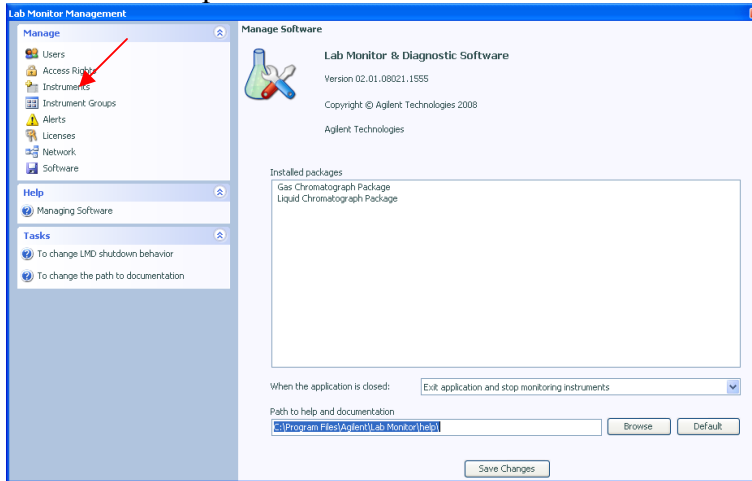 Lab Monitor Management
Manage
Users
Access Rights
Instruments
Instrument Groups
Alerts
Licenses
Network
Software
Help
Managing Software
Tasks
To change LMD shutdown behavior
To change the path to documentation
Manage Software
Lab Monitor & Diagnostic Software
Version 02.01.08021.1555
Copyright © Agilent Technologies 2008
Agilent Technologies
Installed packages
Gas Chromatograph Package
Liquid Chromatograph Package
When the application is closed: Exit application and stop monitoring instruments
Path to help and documentation
C:\Program Files\Agilent\Lab Monitor\help\ Browse Default
Save Changes